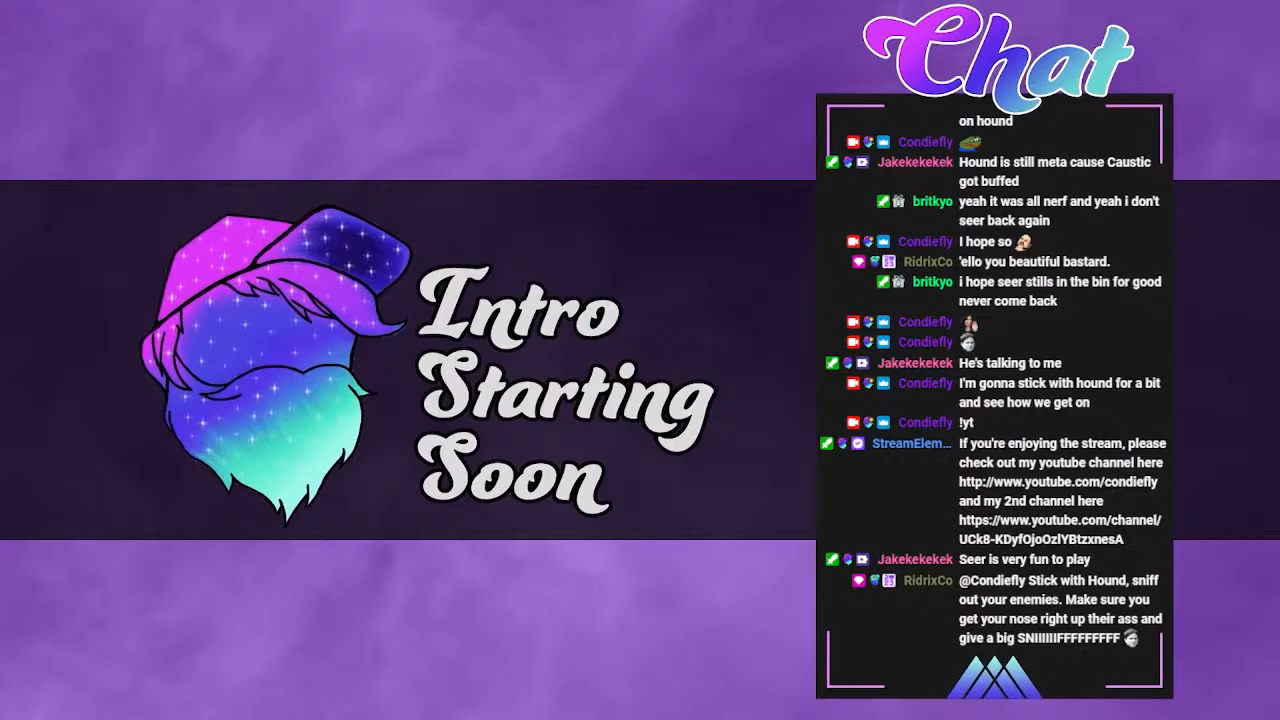 Chat
on hound
Condiefly
Jakekekekek Hound is still meta cause Caustic
got buffed
britkyo yeah it was all nerf and yeah i don't
seer back again
Condiefly I hope so
RidrixCo 'ello you beautiful bastard.
britkyo i hope seer stills in the bin for good
never come back
Condiefly
Condiefly
Jakekekekek He's talking to me
Condiefly I'm gonna stick with hound for a bit
and see how we get on
Condiefly !yt
StreamElem... If you're enjoying the stream, please
check out my youtube channel here
http://www.youtube.com/condiefly
and my 2nd channel here
https://www.youtube.com/channel/
UCk8-KDyfOjoOzlYBtzxnesA
Jakekekekek Seer is very fun to play
RidrixCo @Condiefly Stick with Hound, sniff
out your enemies. Make sure you
get your nose right up their ass and
give a big SNIIIIIIFFFFFFFFF
Intro
Starting
Soon